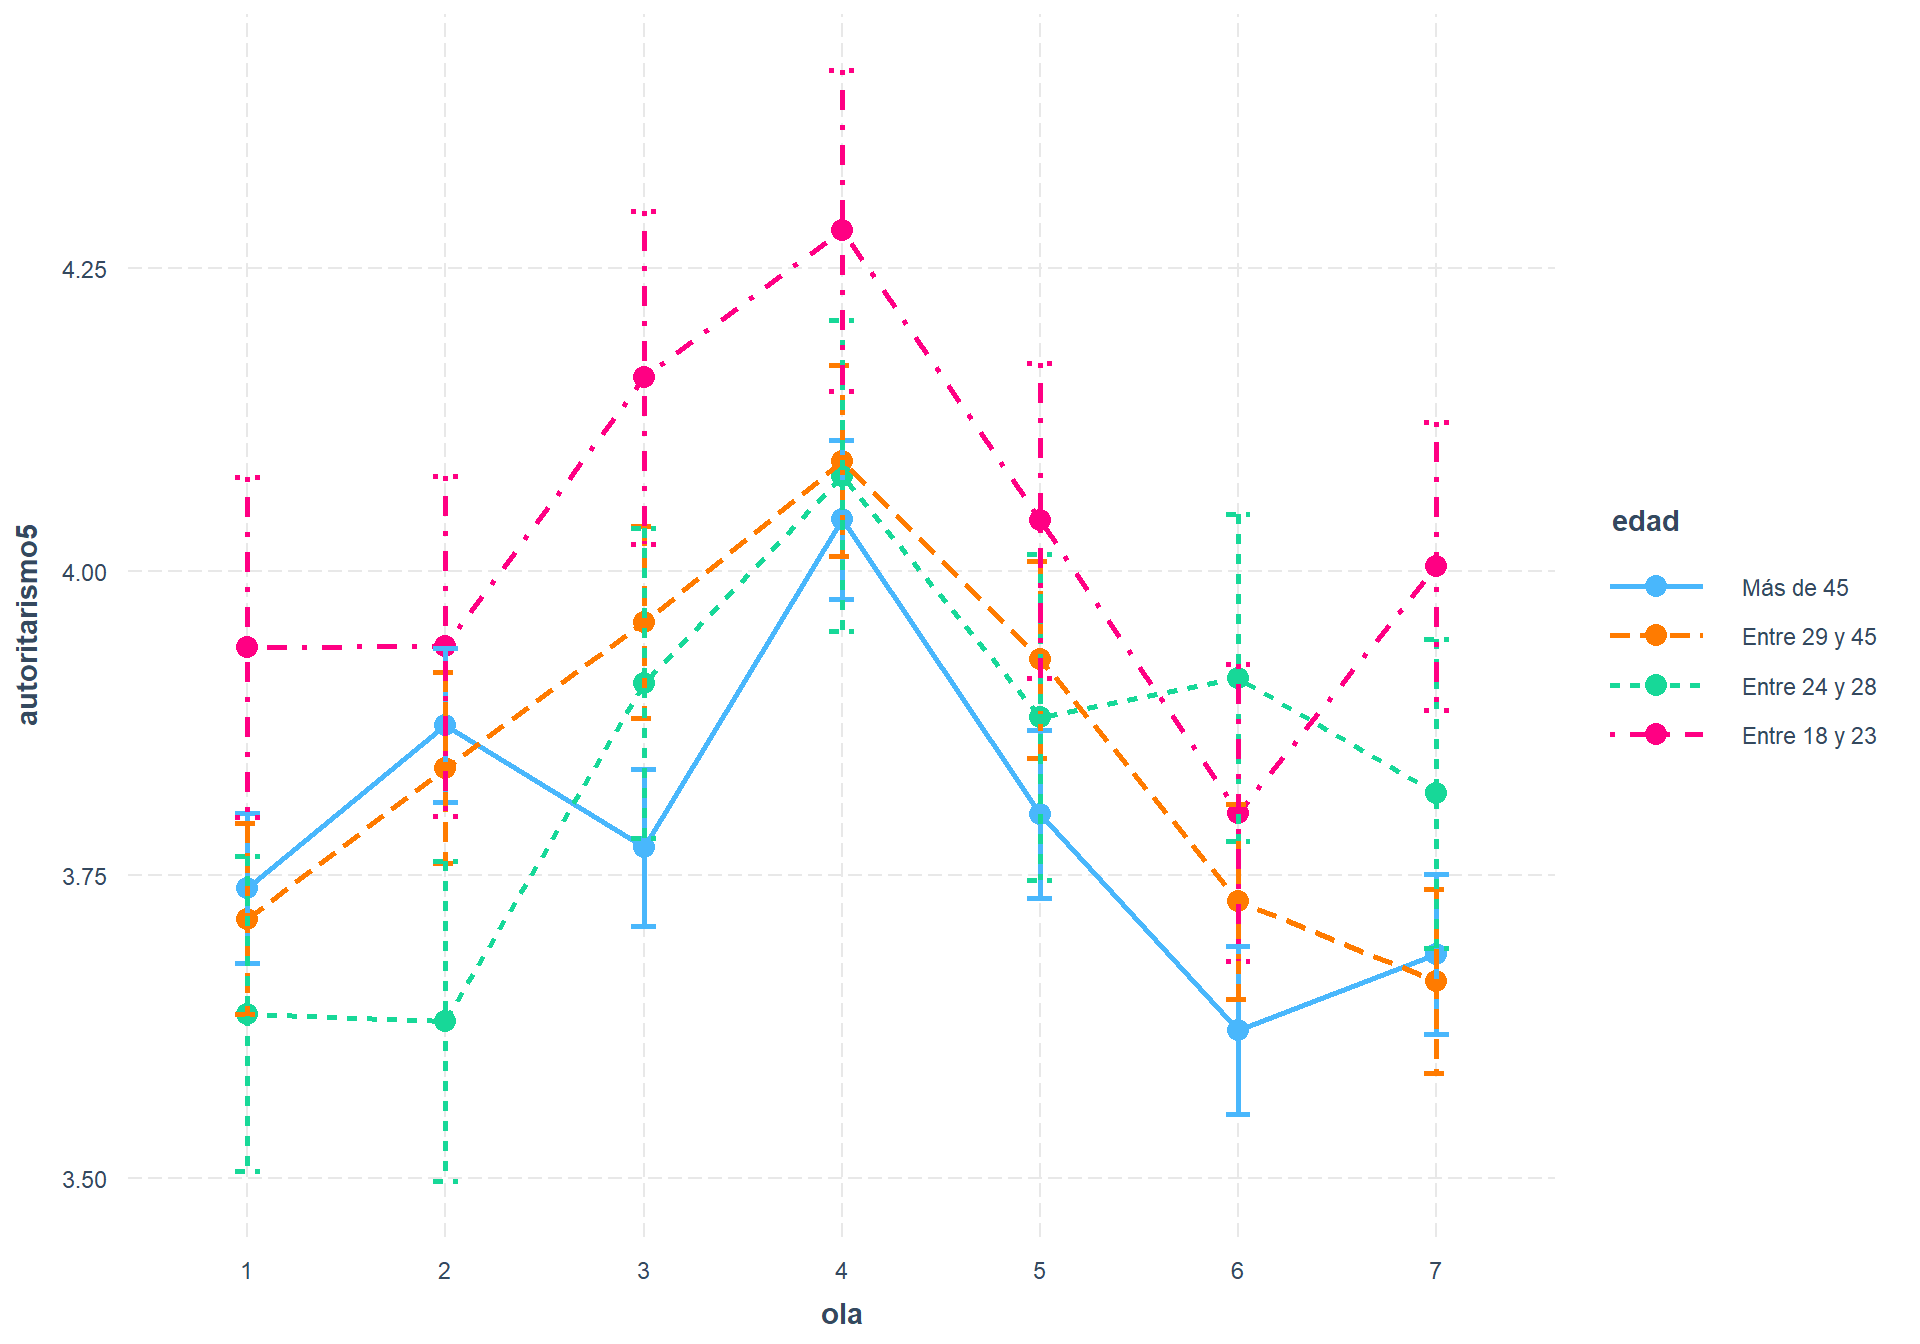 4.25
4.00
3.75
3.50
autoritarismo5
1 2 3 4 5 6 7
ola
edad
Más de 45
Entre 29 y 45
Entre 24 y 28
Entre 18 y 23